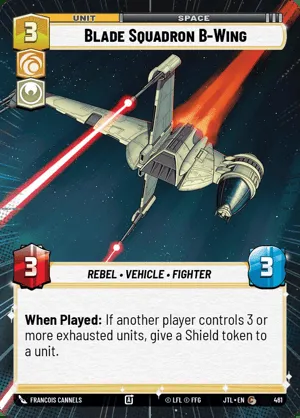 UNIT
SPACE
3
BLADE SQUADRON B-WING
3
REBEL • VEHICLE • FIGHTER
3
When Played: If another player controls 3 or
more exhausted units, give a Shield token to
a unit.
FRANCOIS CANNELS
© LFL © FFG
JTL • EN
461